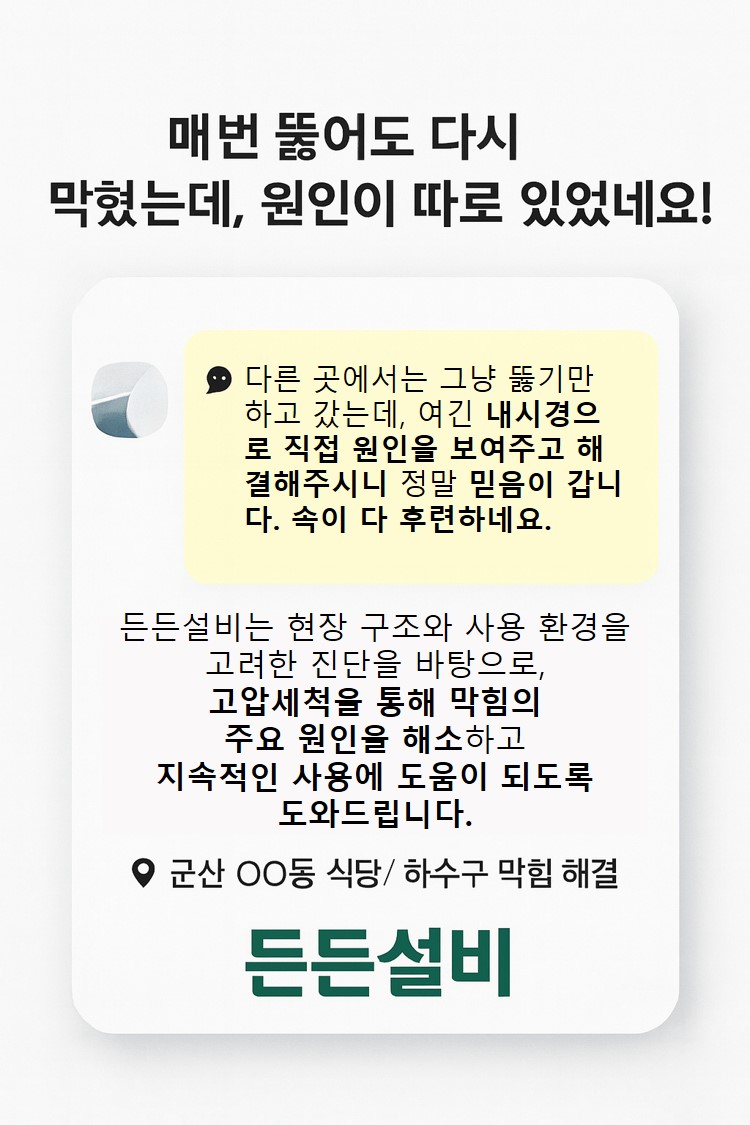 매번 뚫어도 다시
막혔는데, 원인이 따로 있었네요!
다른 곳에서는 그냥 뚫기만
하고 갔는데, 여긴 내시경으
로 직접 원인을 보여주고 해
결해주시니 정말 믿음이 갑니
다. 속이 다 후련하네요.
든든설비는 현장 구조와 사용 환경을
고려한 진단을 바탕으로,
고압세척을 통해 막힘의
주요 원인을 해소하고
지속적인 사용에 도움이 되도록
도와드립니다.
군산 OO동 식당/ 하수구 막힘 해결
든든설비